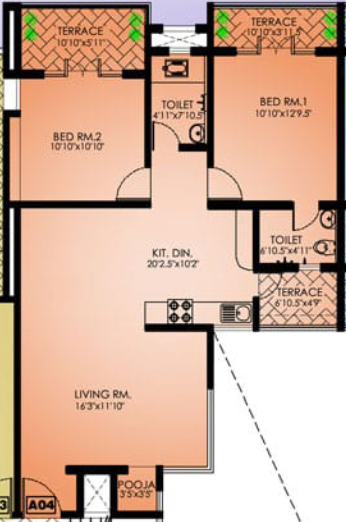 TERRACE
10'10"x5'11"
TERRACE
10'10"x3'11.5"
TOILET
4'11"x7'10.5"
BED RM.1
10'10"x12'9.5"
BED RM.2
10'10"x10'10"
TOILET
6'10.5"x4'11"
KIT. DIN.
20'2.5"x10'2"
TERRACE
6'10.5"x4'9"
LIVING RM.
16'3"x11'10"
POOJA
3'5"x3'5"
3
A04